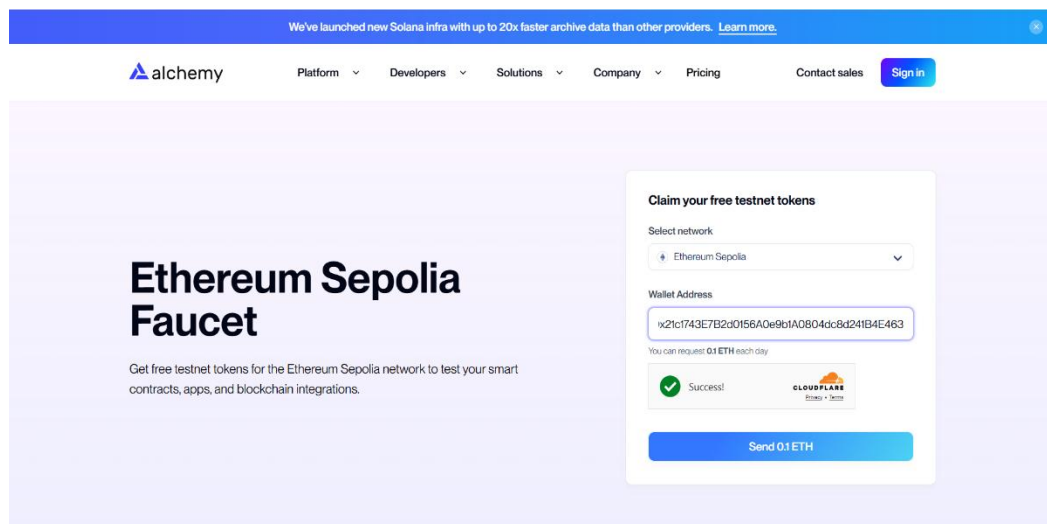 We've launched new Solana infra with up to 20x faster archive data than other providers. Learn more.
alchemy
Platform Developers Solutions Company Pricing Contact sales Sign in
Claim your free testnet tokens
Select network
Ethereum Sepolia
Wallet Address
x21c1743E7B2d0156A0e9b1A0804dc8d241B4E463
You can request 0.1 ETH each day
Success!
CLOUDFLARE
Privacy • Terms
Send 0.1 ETH
Ethereum Sepolia
Faucet
Get free testnet tokens for the Ethereum Sepolia network to test your smart
contracts, apps, and blockchain integrations.